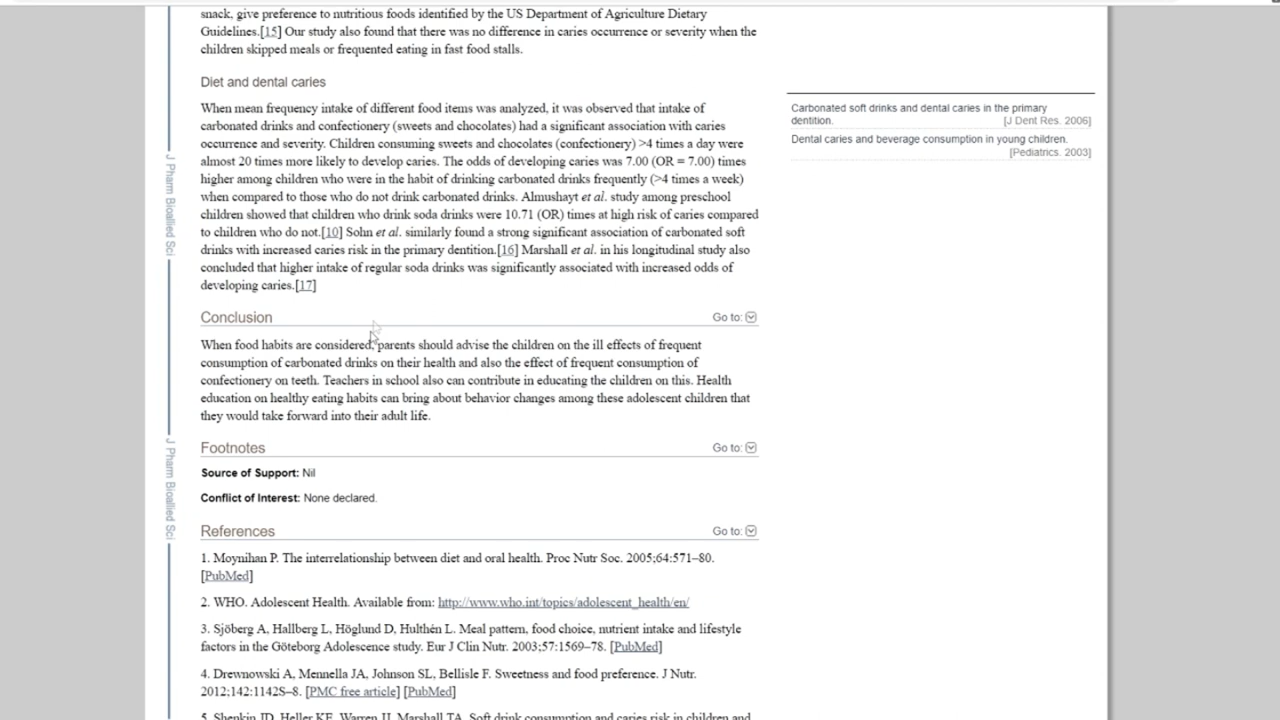 snack, give preference to nutritious foods identified by the US Department of Agriculture Dietary
Guidelines.[15] Our study also found that there was no difference in caries occurrence or severity when the
children skipped meals or frequented eating in fast food stalls.
Diet and dental caries
When mean frequency intake of different food items was analyzed, it was observed that intake of
carbonated drinks and confectionery (sweets and chocolates) had a significant association with caries
occurrence and severity. Children consuming sweets and chocolates (confectionery) >4 times a day were
almost 20 times more likely to develop caries. The odds of developing caries was 7.00 (OR = 7.00) times
higher among children who were in the habit of drinking carbonated drinks frequently (>4 times a week)
when compared to those who do not drink carbonated drinks. Almushayt et al. study among preschool
children showed that children who drink soda drinks were 10.71 (OR) times at high risk of caries compared
to children who do not.[10] Sohn et al. similarly found a strong significant association of carbonated soft
drinks with increased caries risk in the primary dentition.[16] Marshall et al. in his longitudinal study also
concluded that higher intake of regular soda drinks was significantly associated with increased odds of
developing caries.[17]
Carbonated soft drinks and dental caries in the primary
dentition. [J Dent Res. 2006]
Dental caries and beverage consumption in young children.
[Pediatrics. 2003]
J Pharm Bioallied Sci
Conclusion Go to:
When food habits are considered, parents should advise the children on the ill effects of frequent
consumption of carbonated drinks on their health and also the effect of frequent consumption of
confectionery on teeth. Teachers in school also can contribute in educating the children on this. Health
education on healthy eating habits can bring about behavior changes among these adolescent children that
they would take forward into their adult life.
Footnotes Go to:
Source of Support: Nil
Conflict of Interest: None declared.
J Pharm Bioallied Sci
References Go to:
1. Moynihan P. The interrelationship between diet and oral health. Proc Nutr Soc. 2005;64:571–80.
[PubMed]
2. WHO. Adolescent Health. Available from: http://www.who.int/topics/adolescent_health/en/
3. Sjöberg A, Hallberg L, Höglund D, Hulthén L. Meal pattern, food choice, nutrient intake and lifestyle
factors in the Göteborg Adolescence study. Eur J Clin Nutr. 2003;57:1569–78. [PubMed]
4. Drewnowski A, Mennella JA, Johnson SL, Bellisle F. Sweetness and food preference. J Nutr.
2012;142:1142S–8. [PMC free article] [PubMed]
5. Shenkin JD, Heller KE, Warren JJ, Marshall TA. Soft drink consumption and caries risk in children and